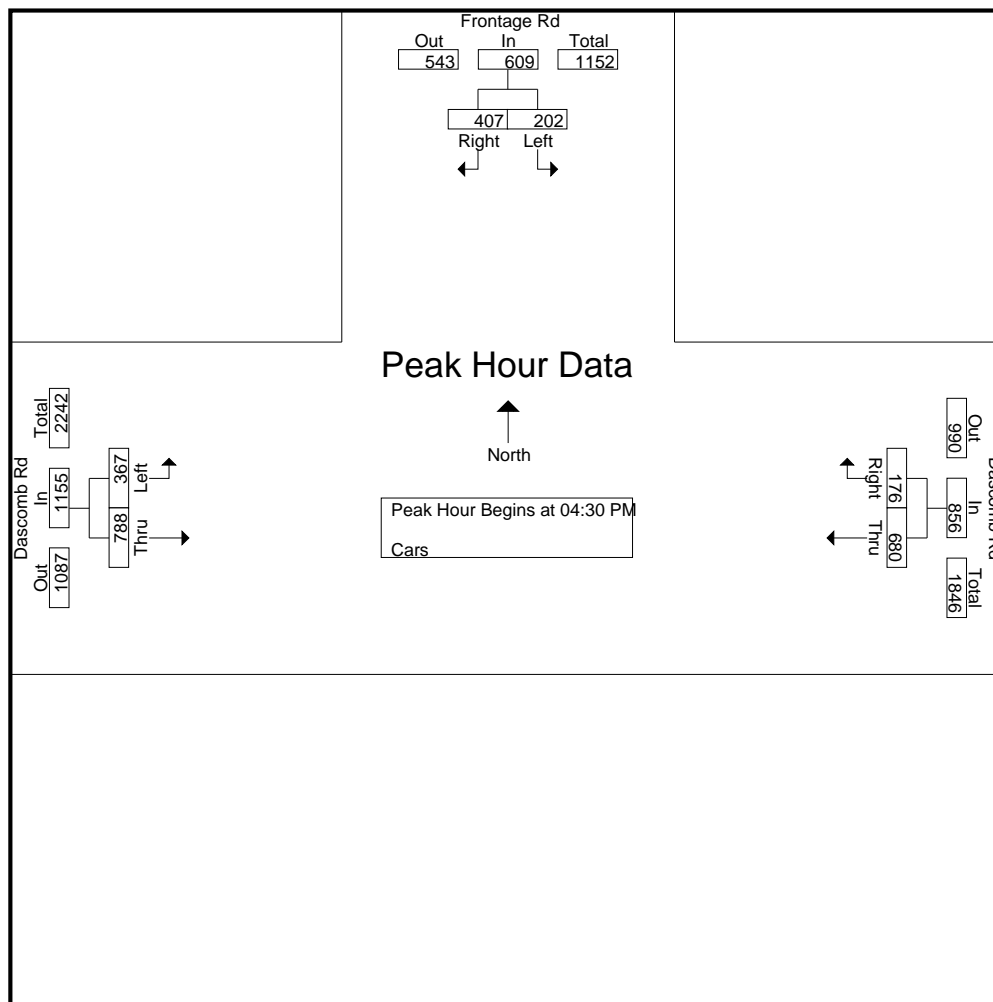 Frontage Rd
Out In Total
543 609 1152
407 202
Right Left
Peak Hour Data
North
Peak Hour Begins at 04:30 PM
Cars
Dascomb Rd
Out In Total
1087 1155 2242
788 367
Thru Left
Out In Total
990 856 1846
176 680
Right Thru